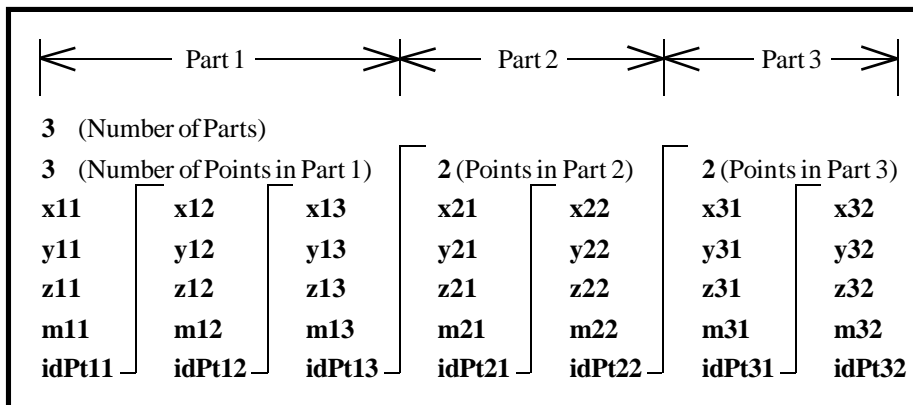 Part 1 Part 2 Part 3
3 (Number of Parts)
3 (Number of Points in Part 1) 2 (Points in Part 2) 2 (Points in Part 3)
x11 x12 x13 x21 x22 x31 x32
y11 y12 y13 y21 y22 y31 y32
z11 z12 z13 z21 z22 z31 z32
m11 m12 m13 m21 m22 m31 m32
idPt11 idPt12 idPt13 idPt21 idPt22 idPt31 idPt32